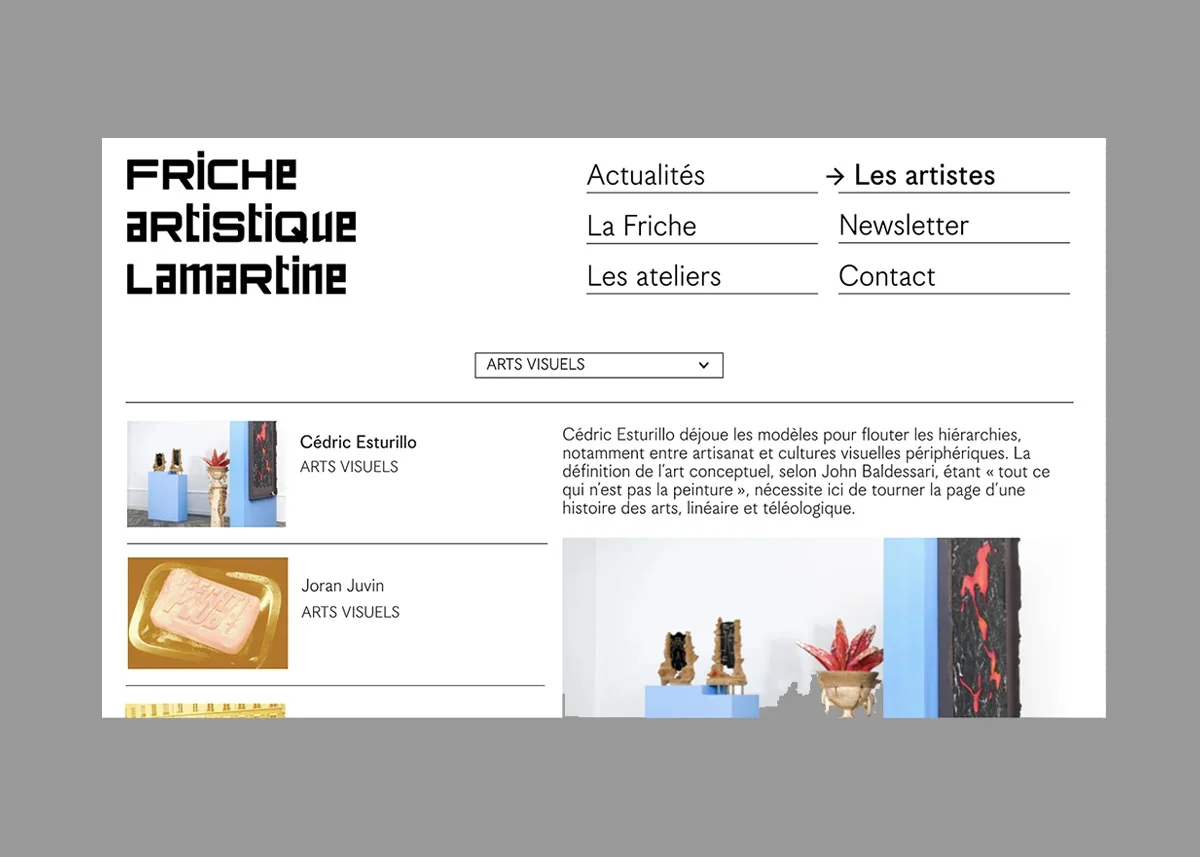 FRicHe
aRtistiQue
LamaRtine
Actualités
→ Les artistes
La Friche
Newsletter
Les ateliers
Contact
ARTS VISUELS
Cédric Esturillo
ARTS VISUELS
Joran Juvin
ARTS VISUELS
Cédric Esturillo déjoue les modèles pour flouter les hiérarchies,
notamment entre artisanat et cultures visuelles périphériques. La
définition de l’art conceptuel, selon John Baldessari, étant « tout ce
qui n’est pas la peinture », nécessite ici de tourner la page d’une
histoire des arts, linéaire et téléologique.